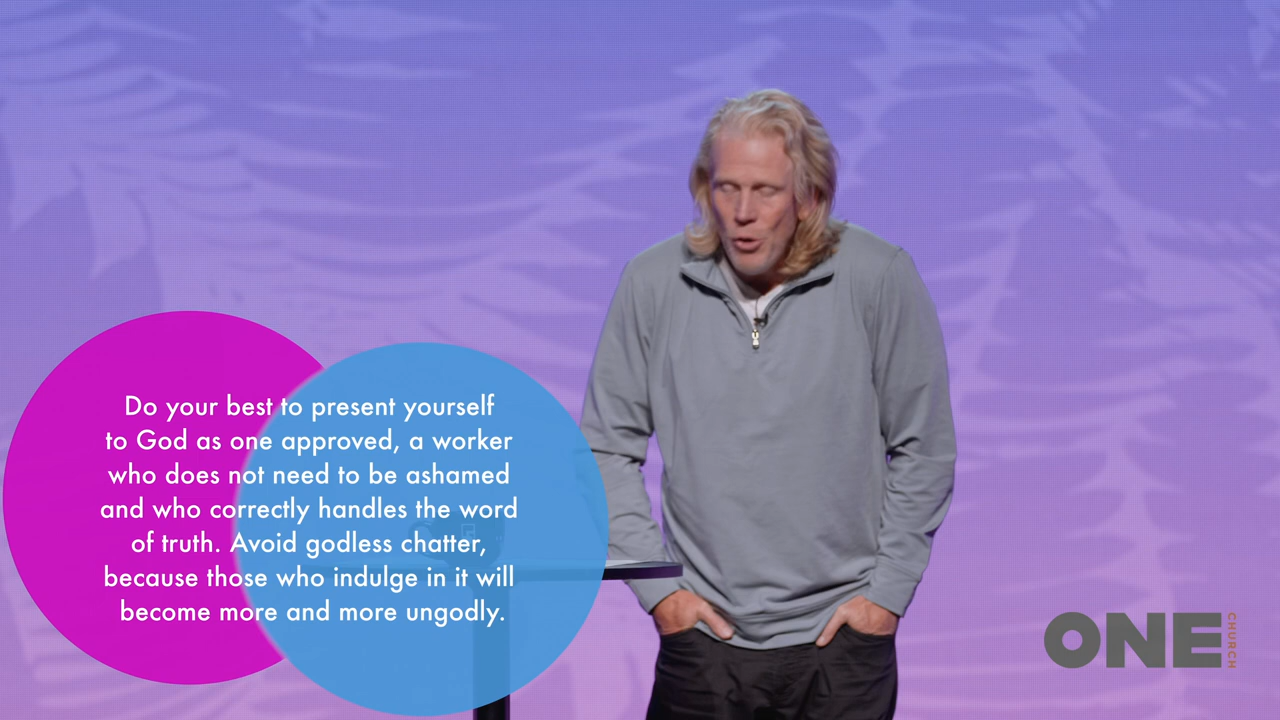 Do your best to present yourself
to God as one approved, a worker
who does not need to be ashamed
and who correctly handles the word
of truth. Avoid godless chatter,
because those who indulge in it will
become more and more ungodly.
ONE
CHURCH